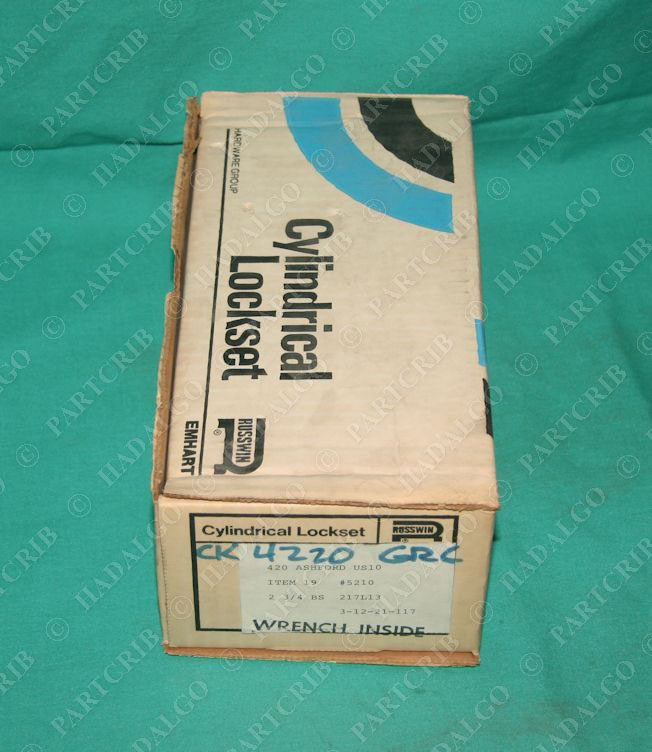 HARDWARE GROUP
Cylindrical
Lockset
RUSSWIN
®
EMHART
Cylindrical Lockset
RUSSWIN
®
CK 4220 GRC
420 ASHFORD US10
ITEM 19 #5210
2 3/4 BS 217L13
3-12-21-117
WRENCH INSIDE
© PARTCRIB
© HADALGO